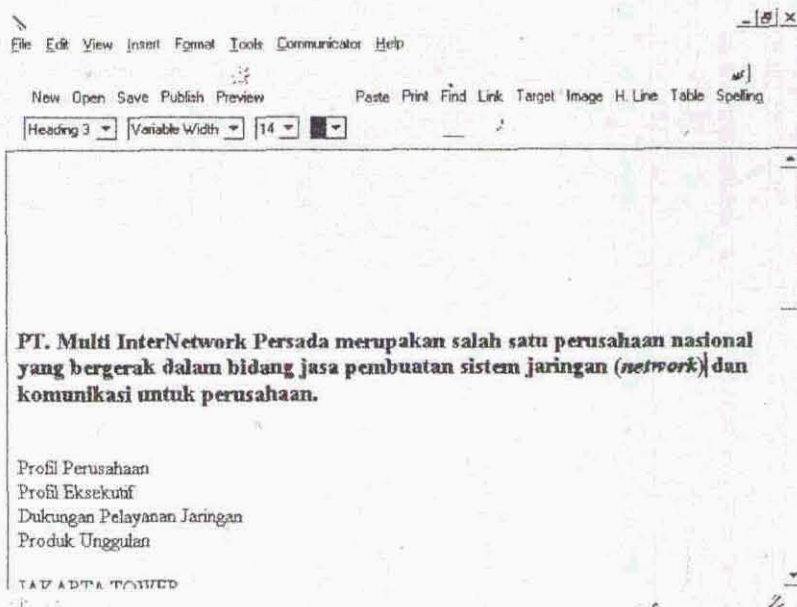 File Edit View Insert Format Tools Communicator Help
New Open Save Publish Preview Paste Print Find Link Target Image H. Line Table Spelling
Heading 3 Variable Width 14
PT. Multi InterNetwork Persada merupakan salah satu perusahaan nasional
yang bergerak dalam bidang jasa pembuatan sistem jaringan (network) dan
komunikasi untuk perusahaan.
Profil Perusahaan
Profil Eksekutif
Dukungan Pelayanan Jaringan
Produk Unggulan
JAKARTA TOWER